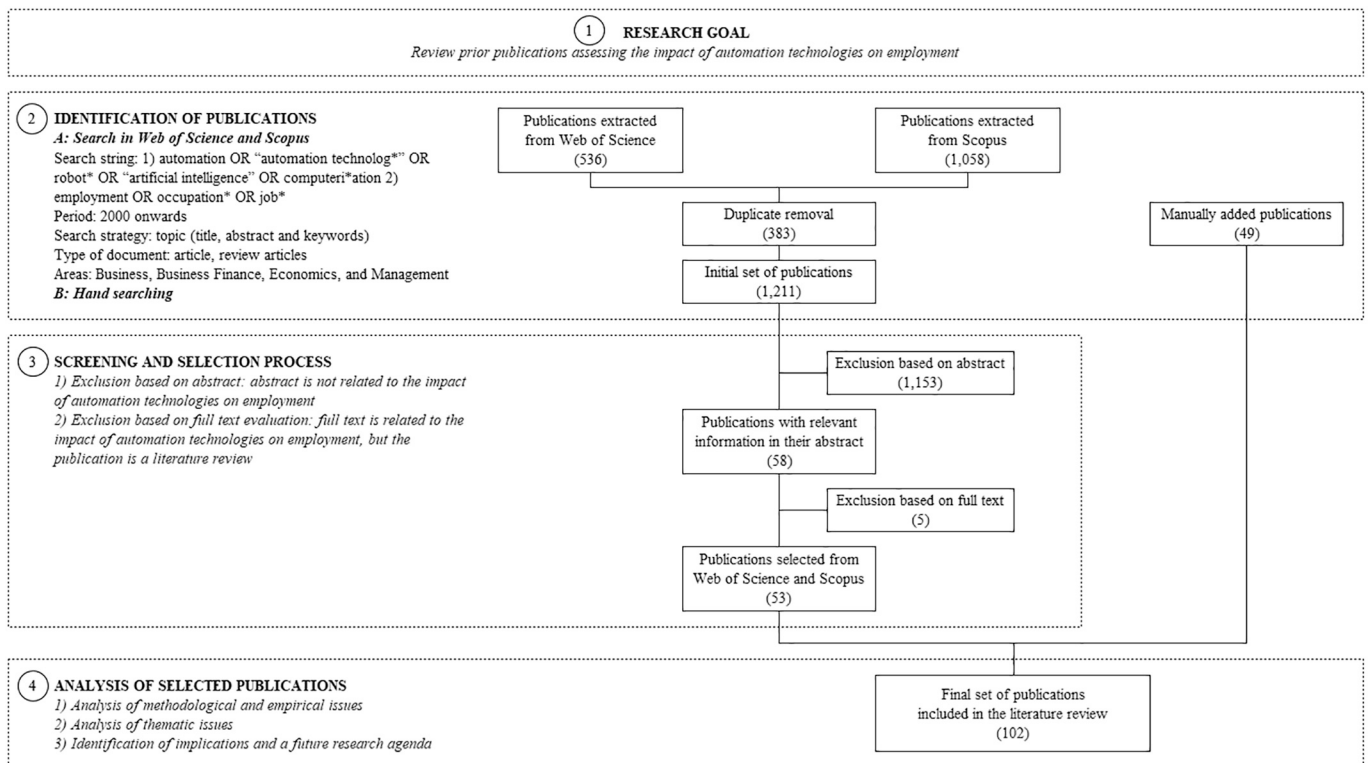 1 RESEARCH GOAL
Review prior publications assessing the impact of automation technologies on employment
2 IDENTIFICATION OF PUBLICATIONS
A: Search in Web of Science and Scopus
Search string: 1) automation OR “automation technolog*” OR
robot* OR “artificial intelligence” OR computeri*ation 2)
employment OR occupation* OR job*
Period: 2000 onwards
Search strategy: topic (title, abstract and keywords)
Type of document: article, review articles
Areas: Business, Business Finance, Economics, and Management
B: Hand searching
Publications extracted
from Web of Science
(536)
Publications extracted
from Scopus
(1,058)
Duplicate removal
(383)
Manually added publications
(49)
Initial set of publications
(1,211)
3 SCREENING AND SELECTION PROCESS
1) Exclusion based on abstract: abstract is not related to the impact
of automation technologies on employment
2) Exclusion based on full text evaluation: full text is related to the
impact of automation technologies on employment, but the
publication is a literature review
Exclusion based on abstract
(1,153)
Publications with relevant
information in their abstract
(58)
Exclusion based on full text
(5)
Publications selected from
Web of Science and Scopus
(53)
4 ANALYSIS OF SELECTED PUBLICATIONS
1) Analysis of methodological and empirical issues
2) Analysis of thematic issues
3) Identification of implications and a future research agenda
Final set of publications
included in the literature review
(102)